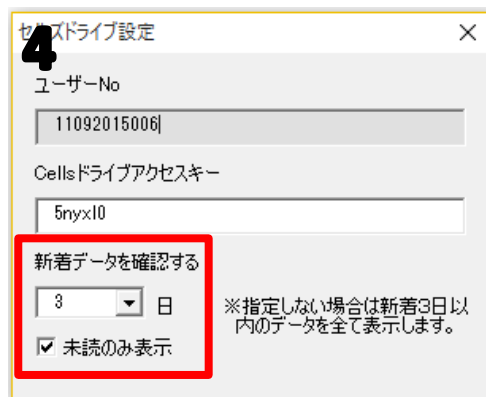 4
セルズドライブ設定
ユーザーNo
11092015006
Cellsドライブアクセスキー
5nyxl0
新着データを確認する
3 日
※指定しない場合は新着3日以
内のデータを全て表示します。
未読のみ表示